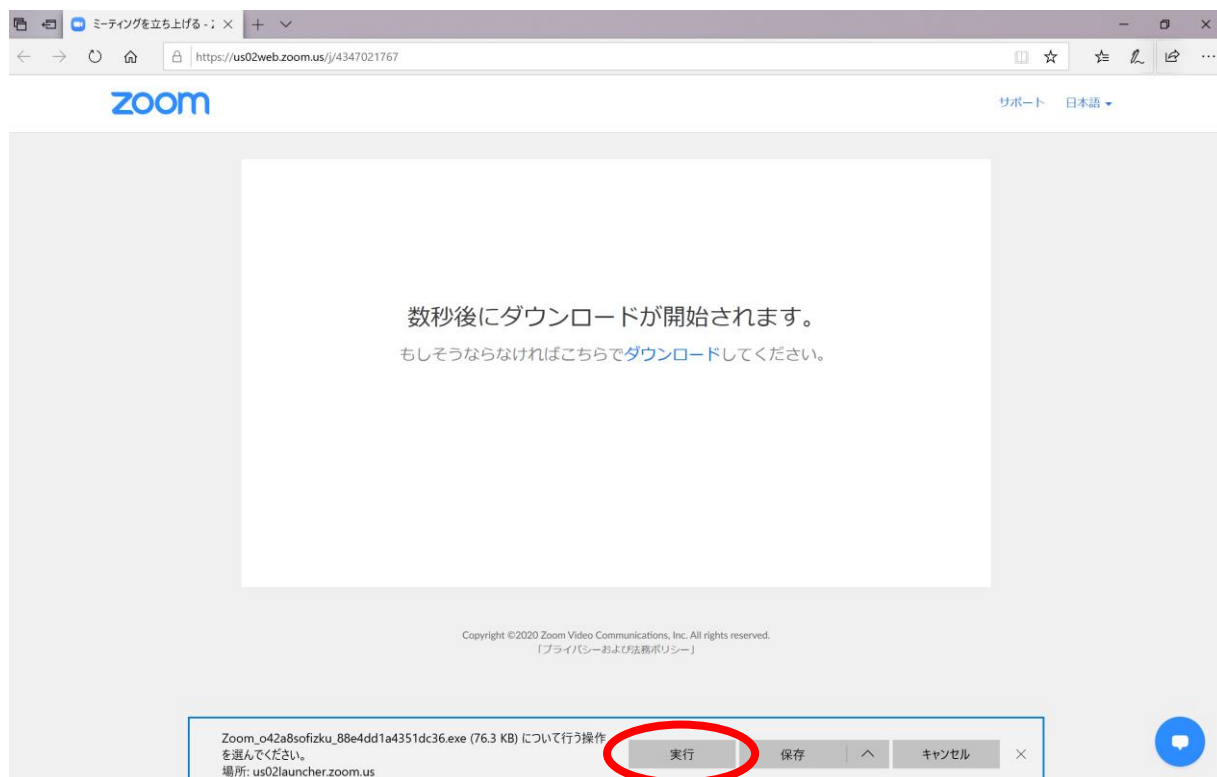 ミーティングを立ち上げる - Z
https://us02web.zoom.us/j/4347021767
zoom
サポート 日本語
数秒後にダウンロードが開始されます。
もしそうならなければこちらでダウンロードしてください。
Copyright ©2020 Zoom Video Communications, Inc. All rights reserved.
「プライバシーおよび法務ポリシー」
Zoom_o42a8sofizku_88e4dd1a4351dc36.exe (76.3 KB) について行う操作
を選んでください。
場所: us02launcher.zoom.us
実行 保存 キャンセル